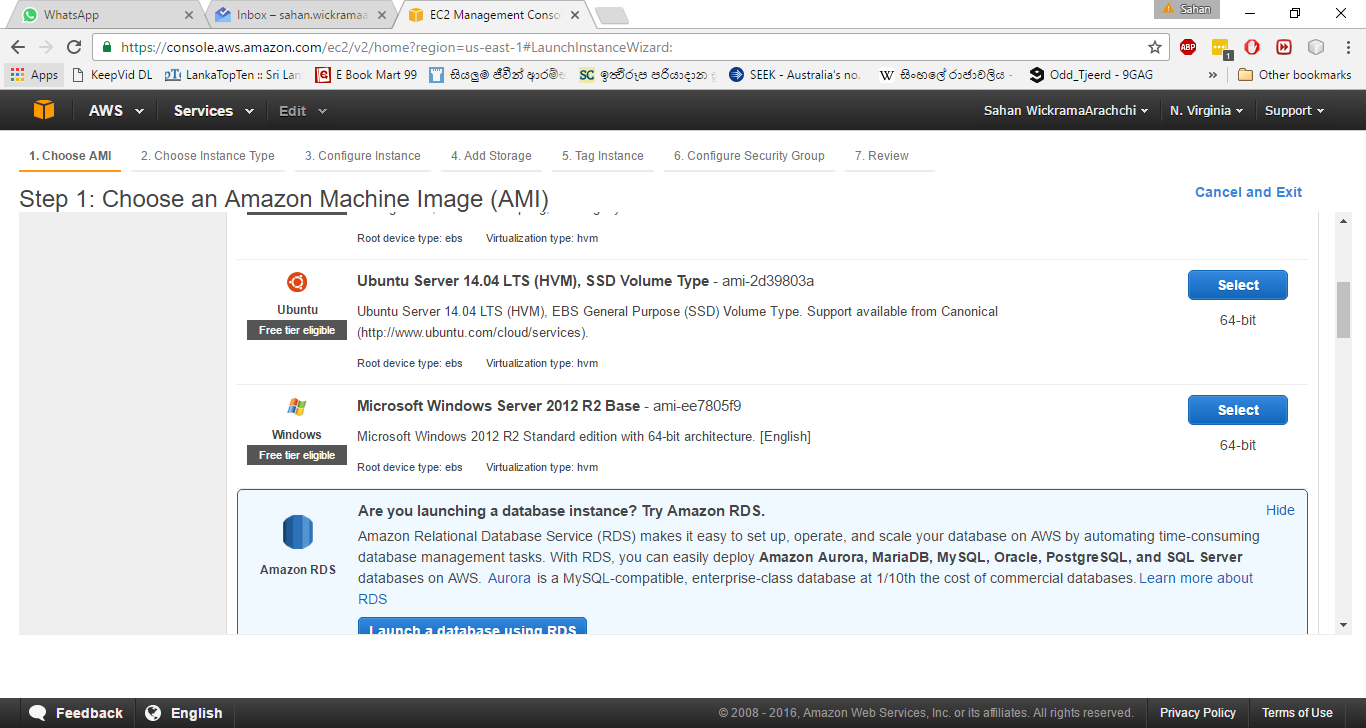 WhatsApp
Inbox – sahan.wickramaa
EC2 Management Conso
Sahan
https://console.aws.amazon.com/ec2/v2/home?region=us-east-1#LaunchInstanceWizard:
ABP
1
Apps
KeepVid DL
LankaTopTen :: Sri Lan
E Book Mart 99
සියලුම ජීවීන් ආරම්භ
SC
SEEK - Australia's no.
W සිංහලේ රාජාවලිය -
Odd_Tjeerd - 9GAG
»
Other bookmarks
AWS
Services
Edit
Sahan WickramaArachchi
N. Virginia
Support
1. Choose AMI
2. Choose Instance Type
3. Configure Instance
4. Add Storage
5. Tag Instance
6. Configure Security Group
7. Review
Step 1: Choose an Amazon Machine Image (AMI)
Cancel and Exit
Root device type: ebs
Virtualization type: hvm
Ubuntu Server 14.04 LTS (HVM), SSD Volume Type - ami-2d39803a
Select
Ubuntu
Free tier eligible
Ubuntu Server 14.04 LTS (HVM), EBS General Purpose (SSD) Volume Type. Support available from Canonical
64-bit
(http://www.ubuntu.com/cloud/services).
Root device type: ebs
Virtualization type: hvm
Microsoft Windows Server 2012 R2 Base - ami-ee7805f9
Select
Windows
Free tier eligible
Microsoft Windows 2012 R2 Standard edition with 64-bit architecture. [English]
64-bit
Root device type: ebs
Virtualization type: hvm
Are you launching a database instance? Try Amazon RDS.
Hide
Amazon RDS
Amazon Relational Database Service (RDS) makes it easy to set up, operate, and scale your database on AWS by automating time-consuming
database management tasks. With RDS, you can easily deploy Amazon Aurora, MariaDB, MySQL, Oracle, PostgreSQL, and SQL Server
databases on AWS. Aurora is a MySQL-compatible, enterprise-class database at 1/10th the cost of commercial databases. Learn more about
RDS
Launch a database using RDS
Feedback
English
© 2008 - 2016, Amazon Web Services, Inc. or its affiliates. All rights reserved.
Privacy Policy
Terms of Use